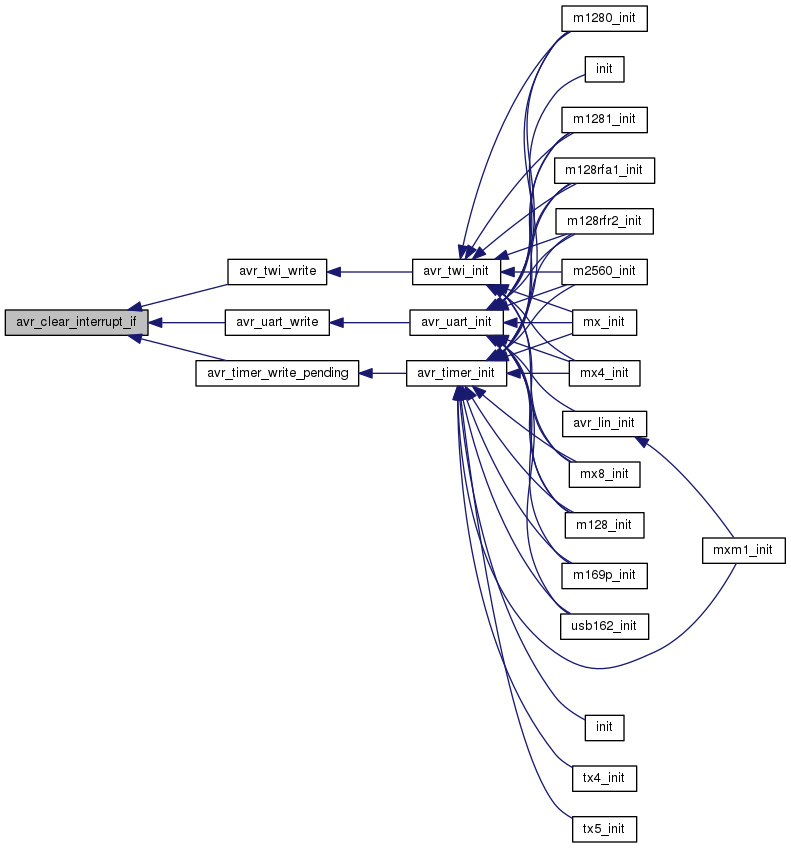 m1280_init
init
m1281_init
m128rfa1_init
m128rfr2_init
avr_twi_write
avr_twi_init
m2560_init
avr_clear_interrupt_if
avr_uart_write
avr_uart_init
mx_init
avr_timer_write_pending
avr_timer_init
mx4_init
avr_lin_init
mx8_init
m128_init
mxm1_init
m169p_init
usb162_init
init
tx4_init
tx5_init